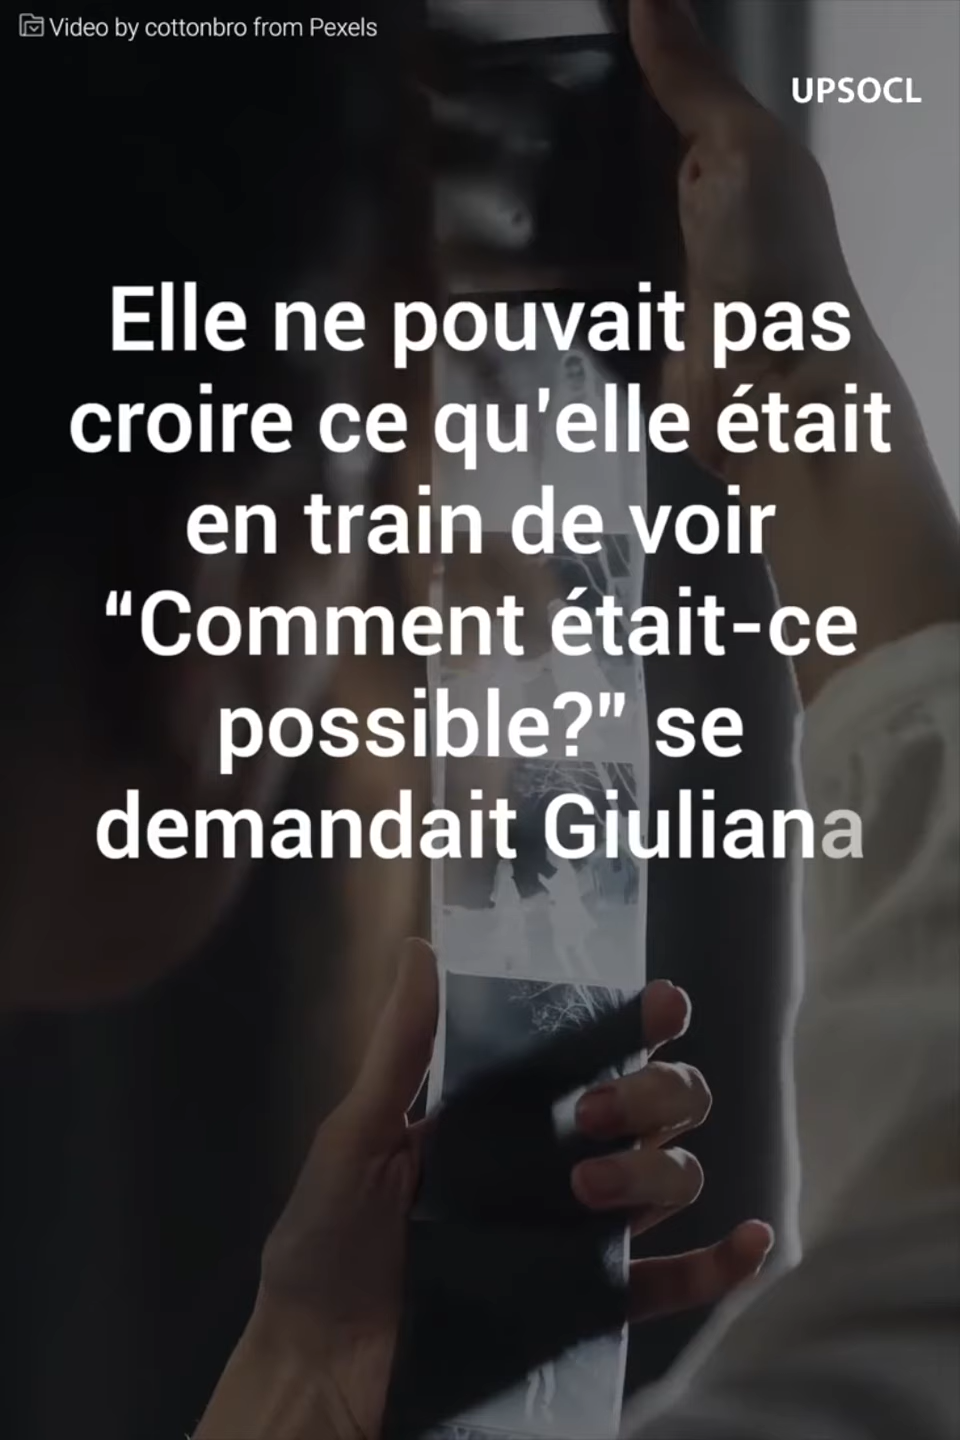 Video by cottonbro from Pexels
UPSOCL
Elle ne pouvait pas
croire ce qu'elle était
en train de voir
“Comment était-ce
possible?” se
demandait Giuliana